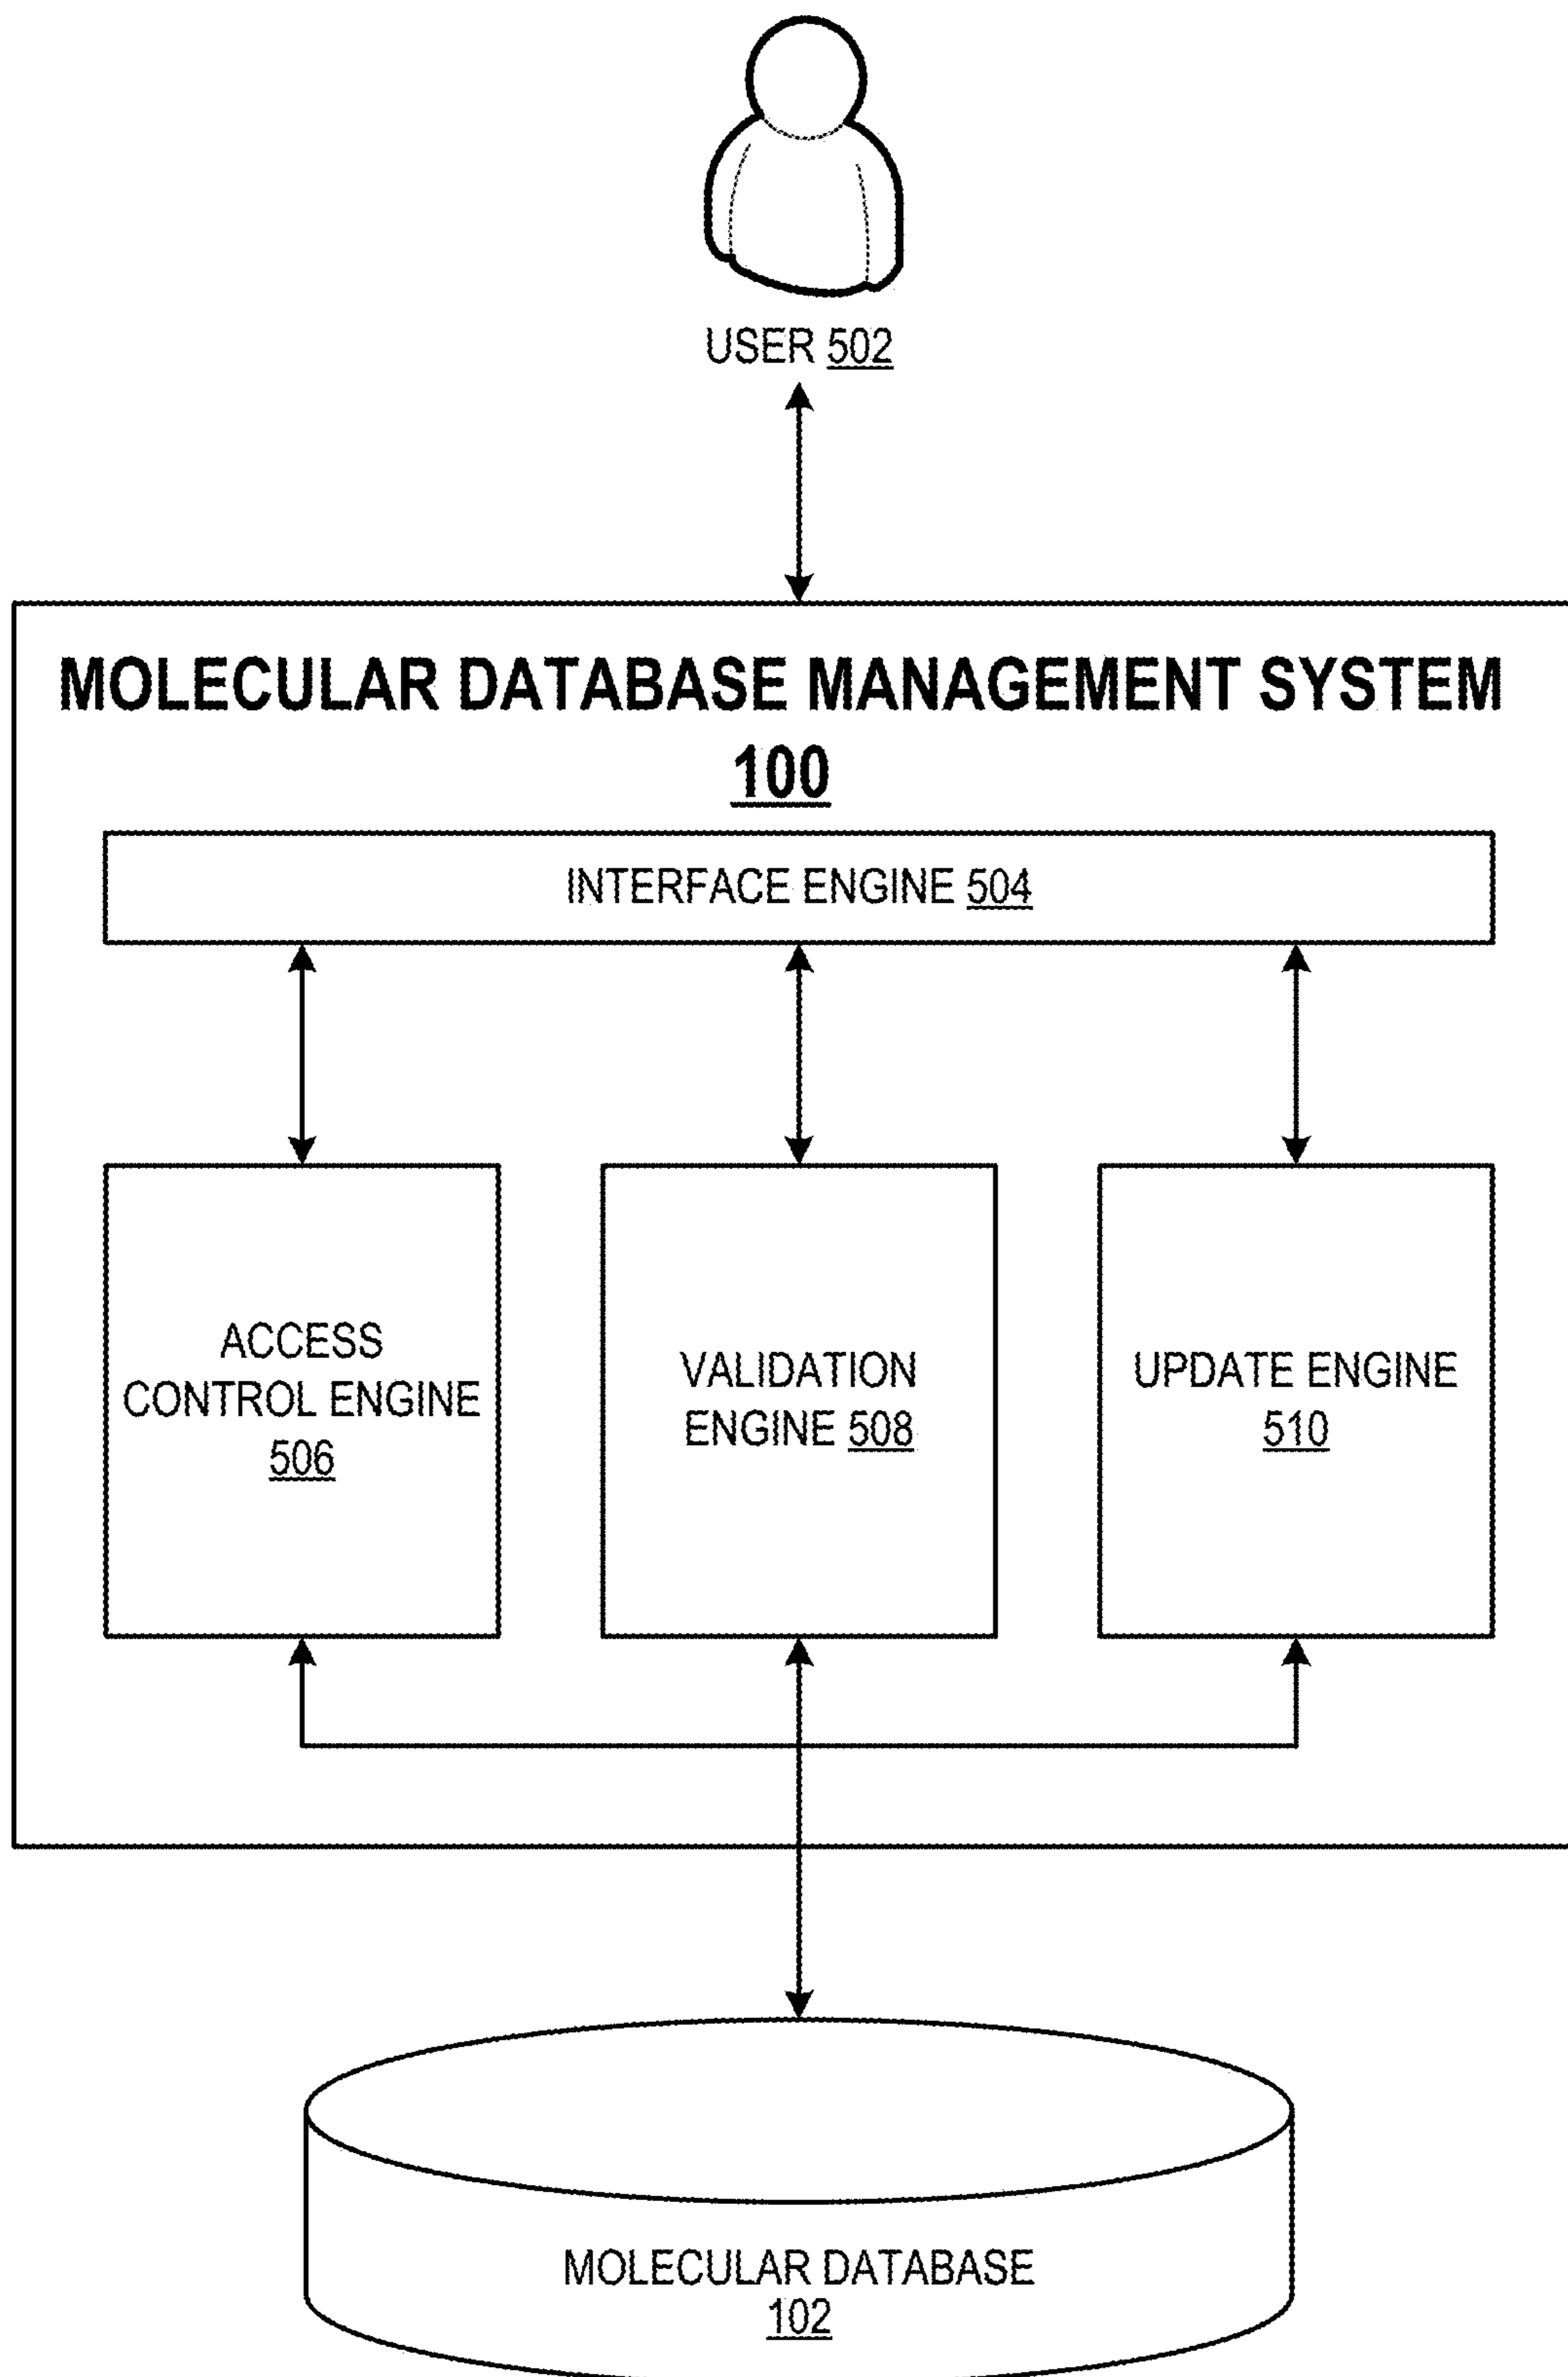 USER 502
MOLECULAR DATABASE MANAGEMENT SYSTEM
100
INTERFACE ENGINE 504
ACCESS
CONTROL ENGINE
506
VALIDATION
ENGINE 508
UPDATE ENGINE
510
MOLECULAR DATABASE
102